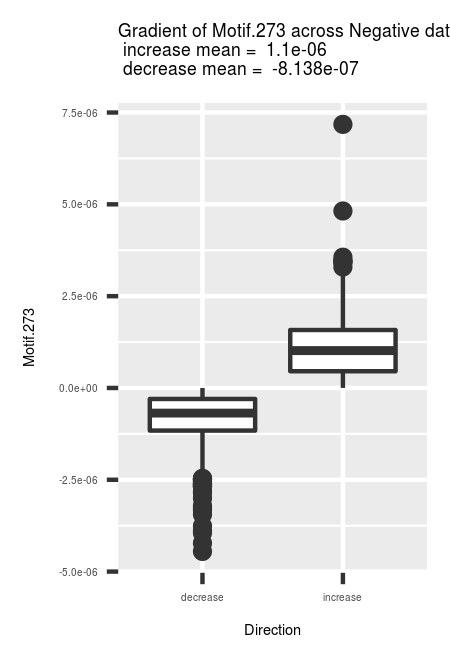 Gradient of Motif.273 across Negative dat
increase mean =  1.1e-06
decrease mean =  -8.138e-07
7.5e-06
5.0e-06
2.5e-06
0.0e+00
-2.5e-06
-5.0e-06
Motif.273
decrease increase
Direction